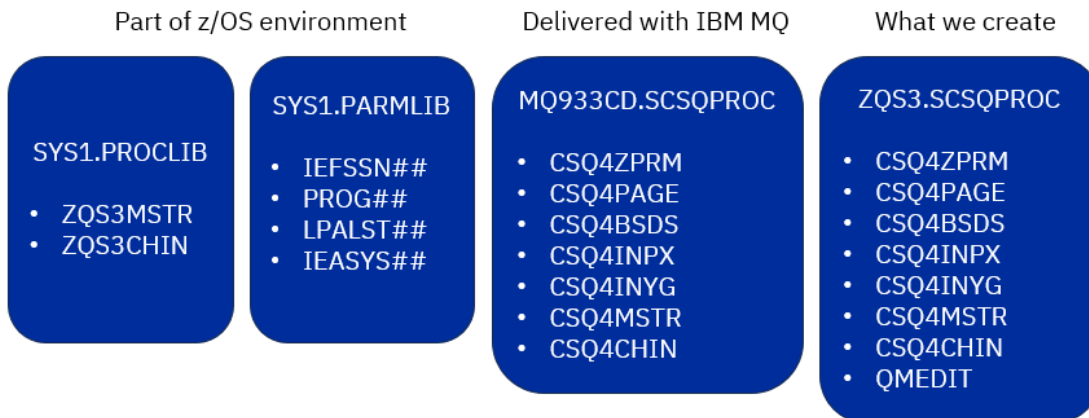 Part of z/OS environment
Delivered with IBM MQ
What we create
SYS1.PROCLIB
• ZQS3MSTR
• ZQS3CHIN
SYS1.PARMLIB
• IEFSSN##
• PROG##
• LPALST##
• IEASYS##
MQ933CD.SCSQPROC
• CSQ4ZPRM
• CSQ4PAGE
• CSQ4BSDS
• CSQ4INPX
• CSQ4INYG
• CSQ4MSTR
• CSQ4CHIN
ZQS3.SCSQPROC
• CSQ4ZPRM
• CSQ4PAGE
• CSQ4BSDS
• CSQ4INPX
• CSQ4INYG
• CSQ4MSTR
• CSQ4CHIN
• QMEDIT